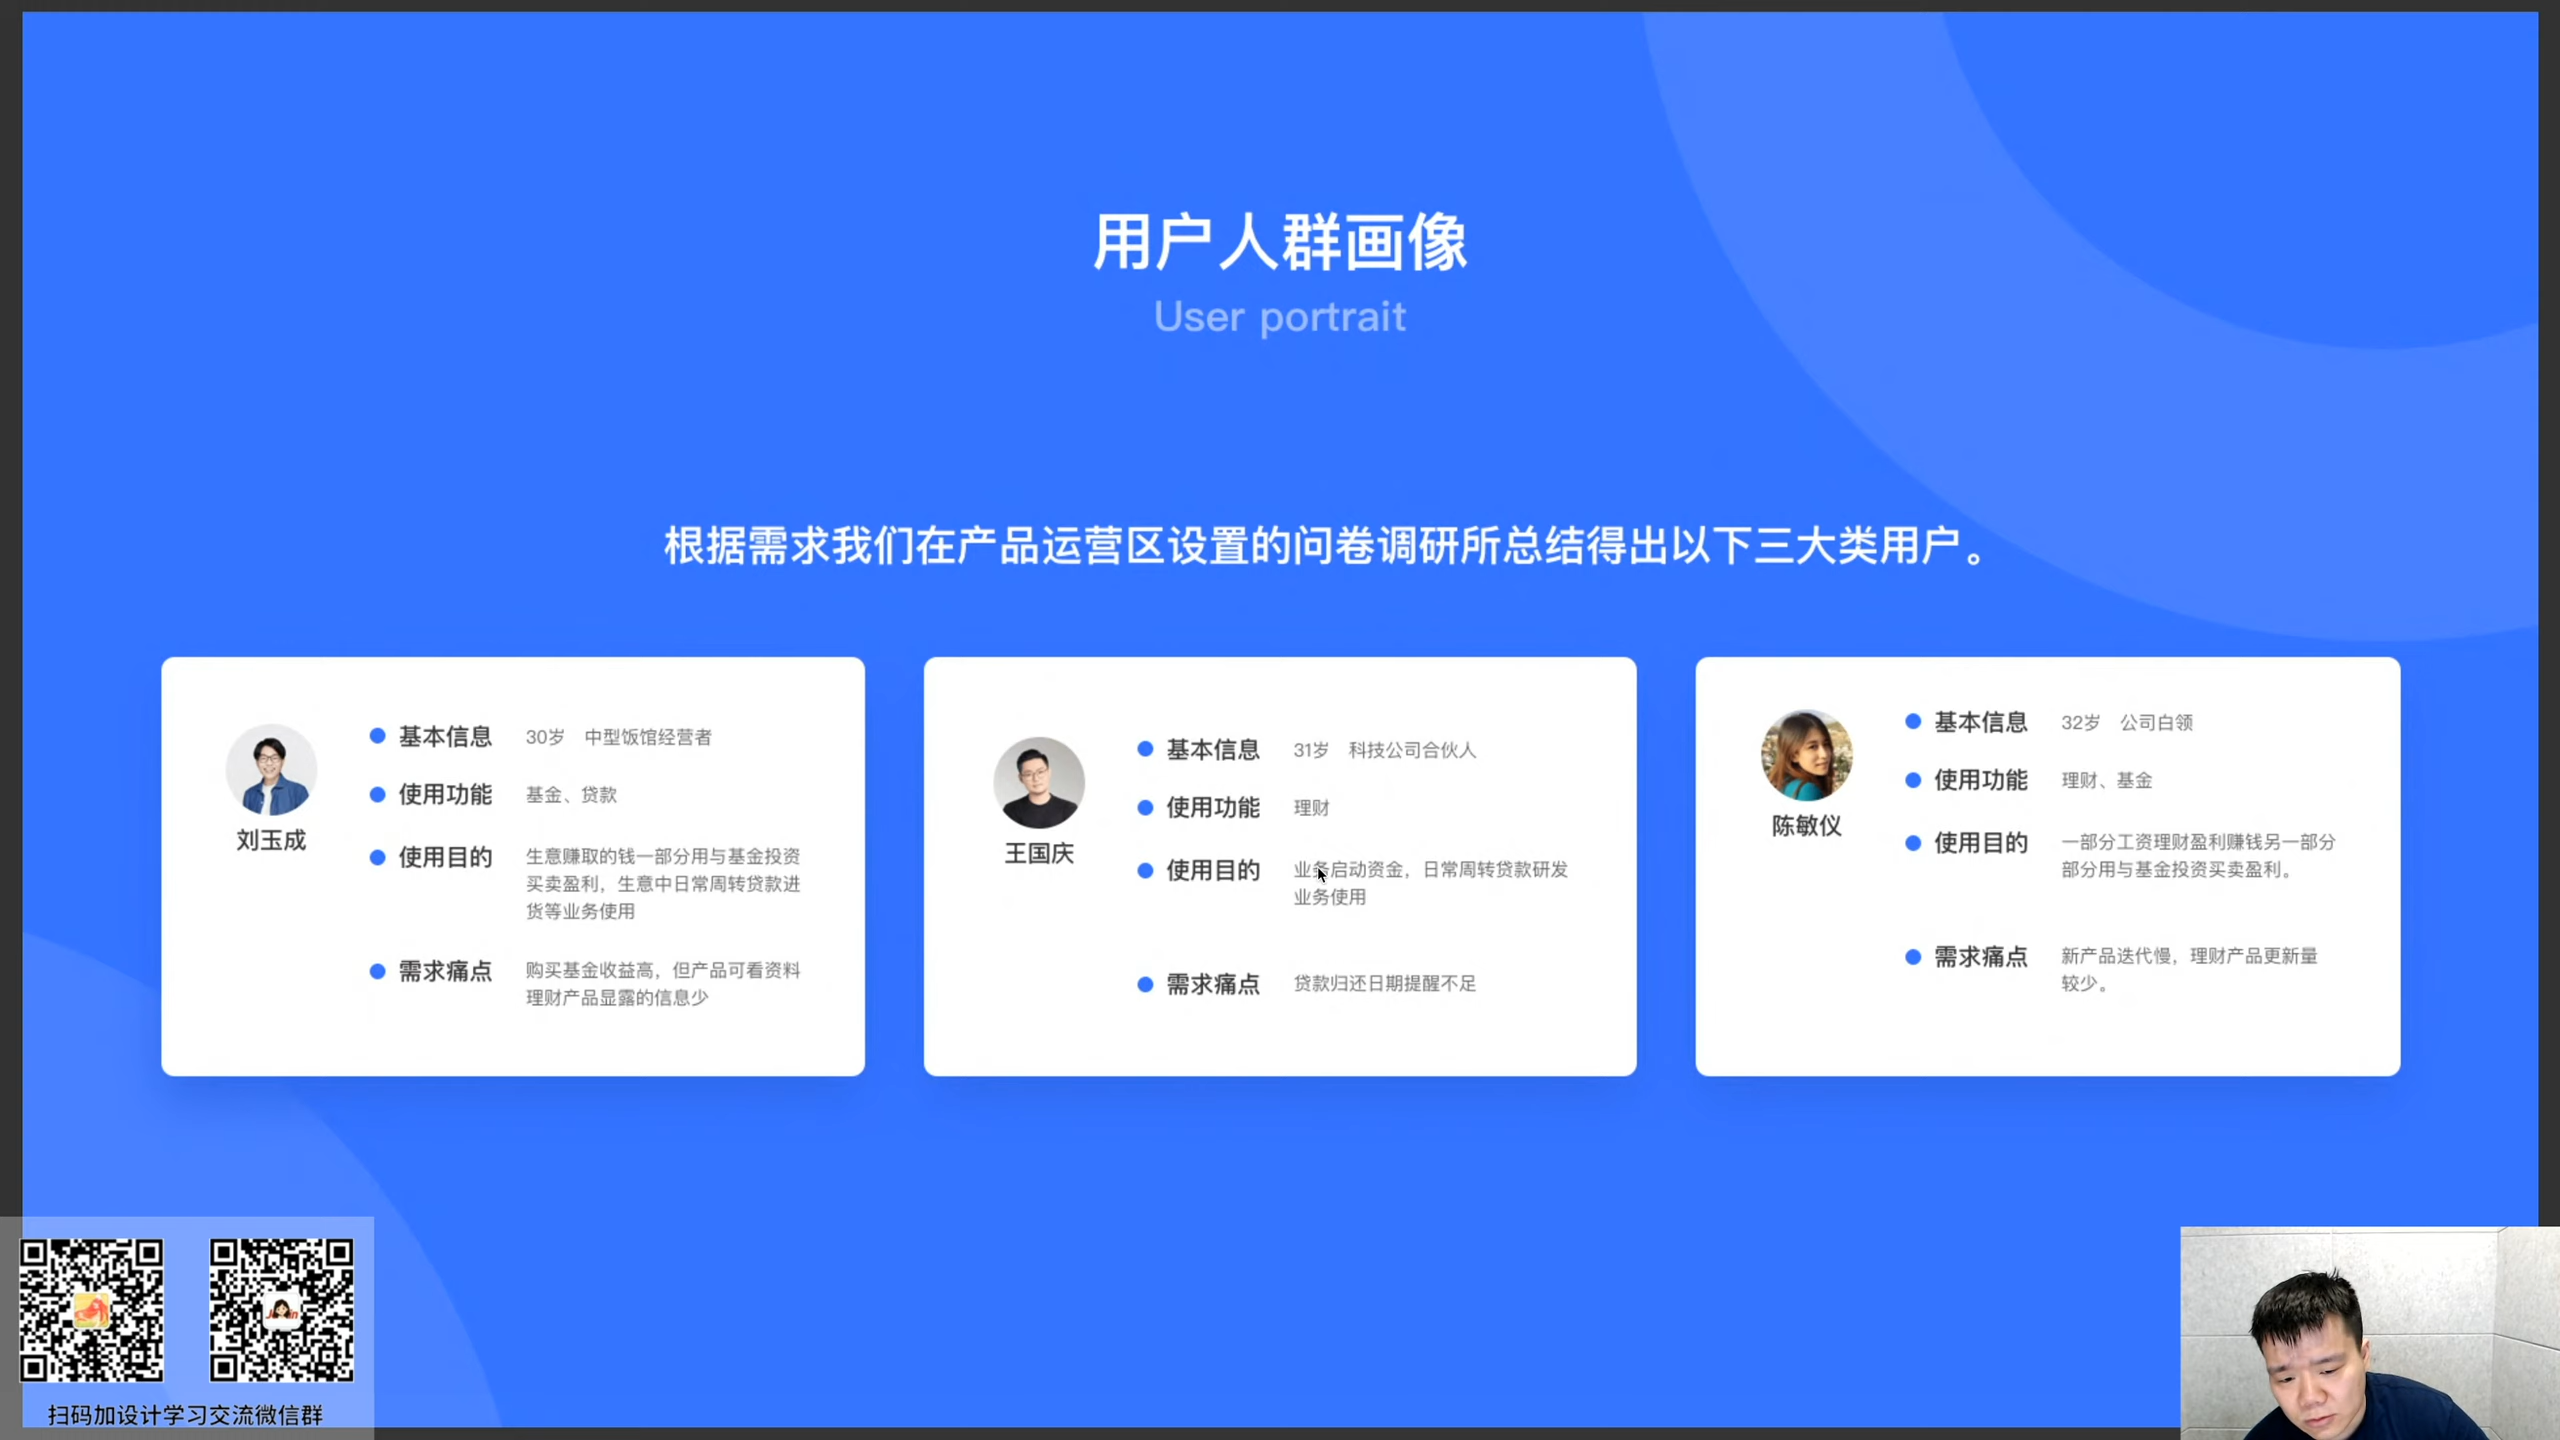 用户人群画像
User portrait
根据需求我们在产品运营区设置的问卷调研所总结得出以下三大类用户。
刘玉成
基本信息 30岁 中型饭馆经营者
使用功能 基金、贷款
使用目的 生意赚取的钱一部分用与基金投资
买卖盈利，生意中日常周转贷款进
货等业务使用
需求痛点 购买基金收益高，但产品可看资料
理财产品显露的信息少
王国庆
基本信息 31岁 科技公司合伙人
使用功能 理财
使用目的 业务启动资金，日常周转贷款研发
业务使用
需求痛点 贷款归还日期提醒不足
陈敏仪
基本信息 32岁 公司白领
使用功能 理财、基金
使用目的 一部分工资理财盈利赚钱另一部分
部分用与基金投资买卖盈利。
需求痛点 新产品迭代慢，理财产品更新量
较少。
扫码加设计学习交流微信群